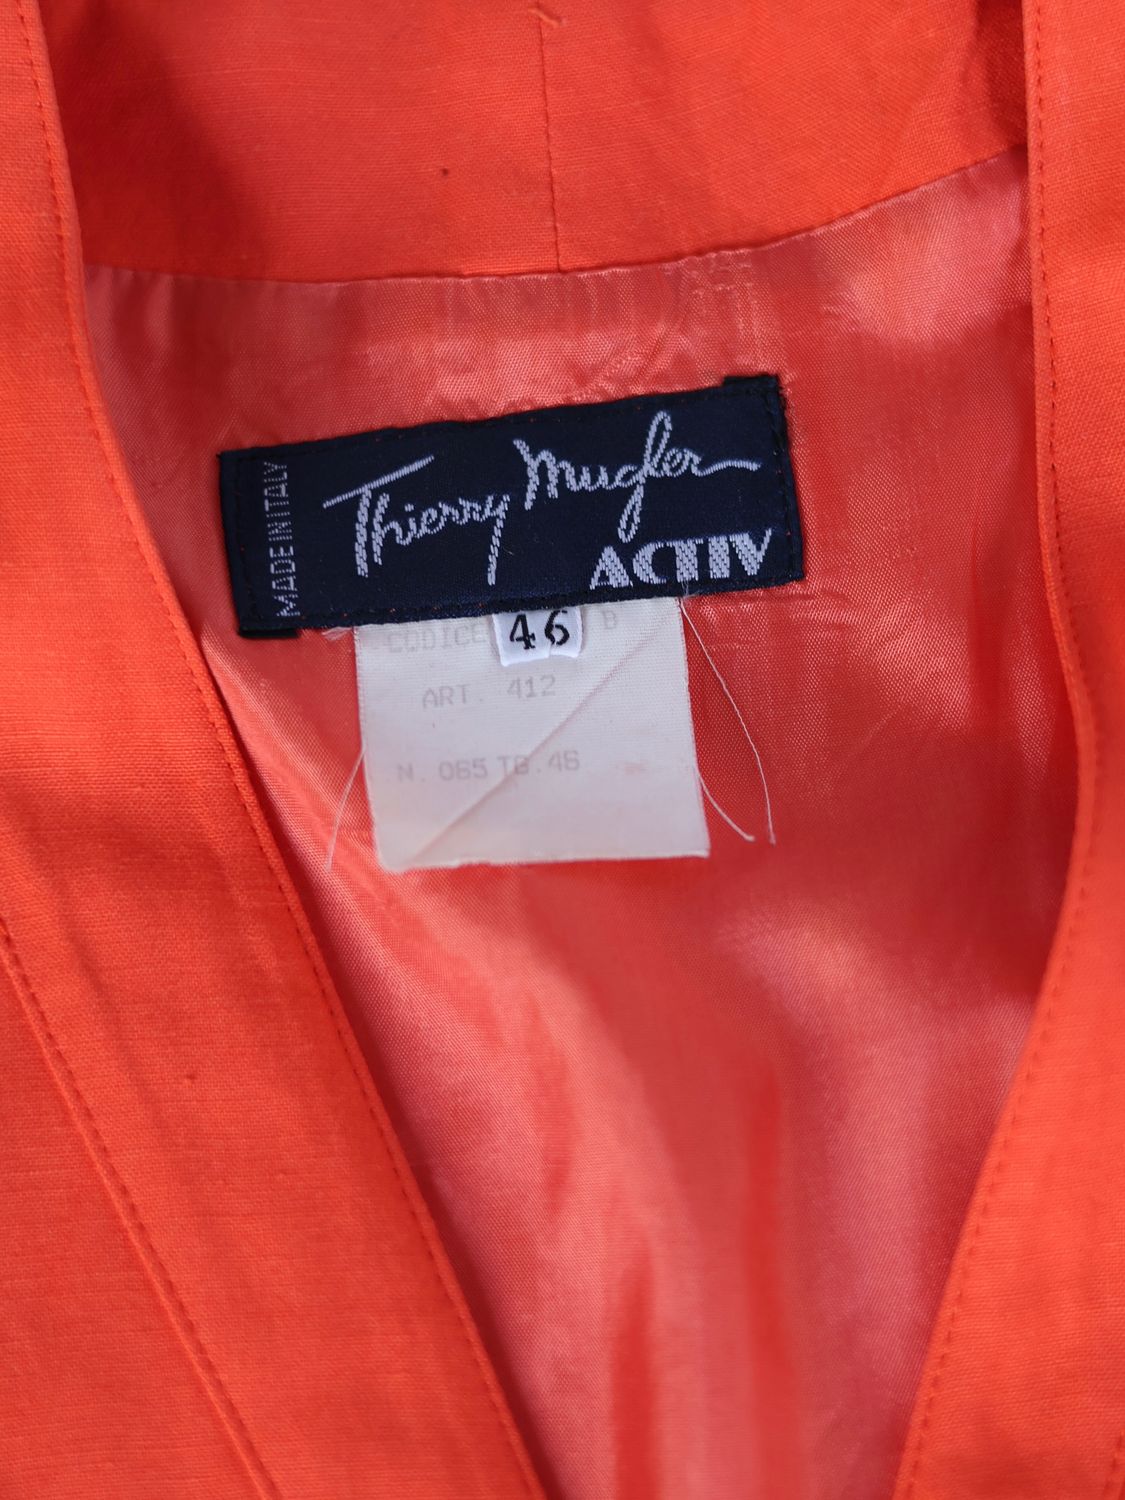 MADE IN ITALY
Thierry Mugler
ACTIV
46
CODICE B
ART. 412
N. 065 TG.46